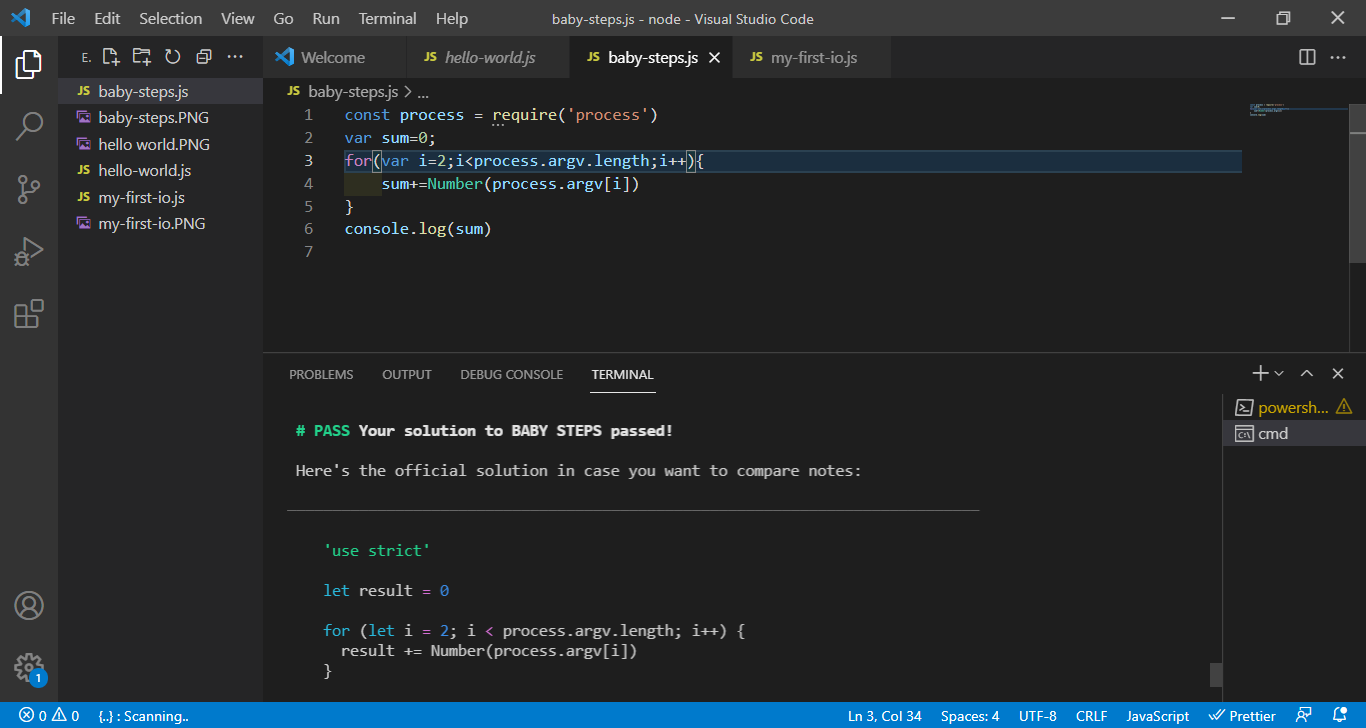 File Edit Selection View Go Run Terminal Help baby-steps.js - node - Visual Studio Code
E.
Welcome JS hello-world.js JS baby-steps.js JS my-first-io.js
JS baby-steps.js
baby-steps.PNG
hello world.PNG
JS hello-world.js
JS my-first-io.js
my-first-io.PNG
JS baby-steps.js > ...
1 const process = require('process')
2 var sum=0;
3 for(var i=2;i<process.argv.length;i++){
4 sum+=Number(process.argv[i])
5 }
6 console.log(sum)
7
PROBLEMS OUTPUT DEBUG CONSOLE TERMINAL
powersh...
cmd
# PASS Your solution to BABY STEPS passed!
Here's the official solution in case you want to compare notes:
'use strict'
let result = 0
for (let i = 2; i < process.argv.length; i++) {
result += Number(process.argv[i])
}
1
0 0 {..} : Scanning.. Ln 3, Col 34 Spaces: 4 UTF-8 CRLF JavaScript Prettier